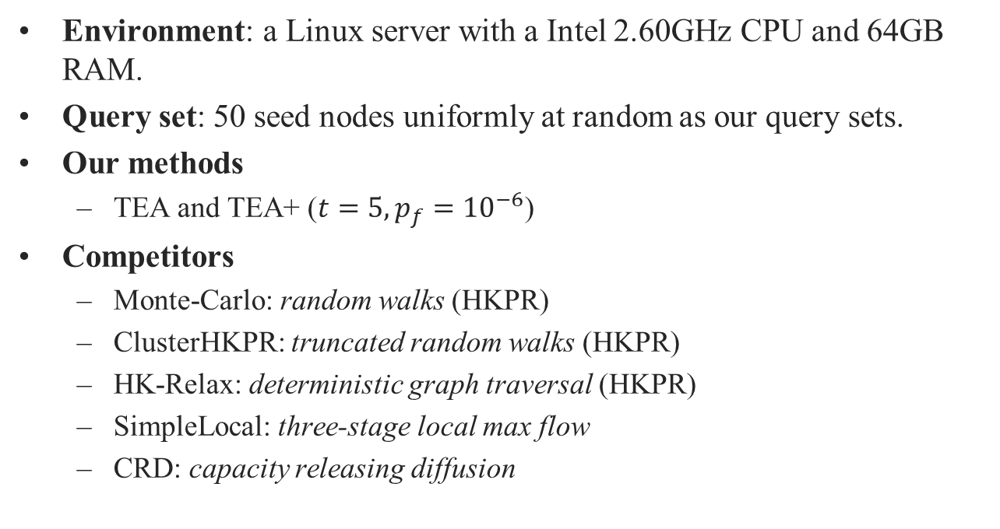 • Environment: a Linux server with a Intel 2.60GHz CPU and 64GB
RAM.
• Query set: 50 seed nodes uniformly at random as our query sets.
• Our methods
– TEA and TEA+ (t = 5, p_f = 10^{-6})
• Competitors
– Monte-Carlo: random walks (HKPR)
– ClusterHKPR: truncated random walks (HKPR)
– HK-Relax: deterministic graph traversal (HKPR)
– SimpleLocal: three-stage local max flow
– CRD: capacity releasing diffusion